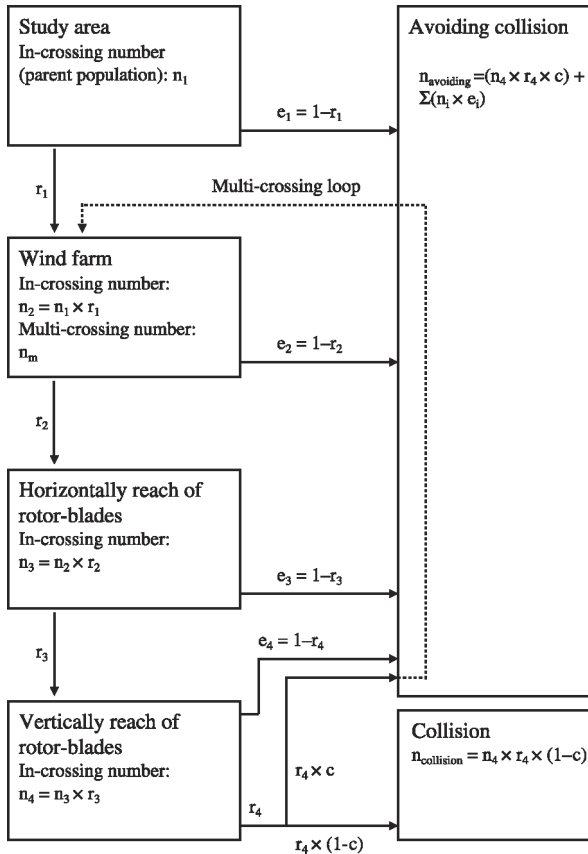 Study area
In-crossing number
(parent population): n₁
e₁ = 1–r₁
r₁
Wind farm
In-crossing number:
n₂ = n₁ × r₁
Multi-crossing number:
nₘ
e₂ = 1–r₂
r₂
Horizontally reach of
rotor-blades
In-crossing number:
n₃ = n₂ × r₂
e₃ = 1–r₃
r₃
Vertically reach of
rotor-blades
In-crossing number:
n₄ = n₃ × r₃
e₄ = 1–r₄
r₄
r₄ × c
r₄ × (1-c)
Multi-crossing loop
Avoiding collision
n_avoiding =(n₄ × r₄ × c) +
Σ(nᵢ × eᵢ)
Collision
n_collision = n₄ × r₄ × (1–c)